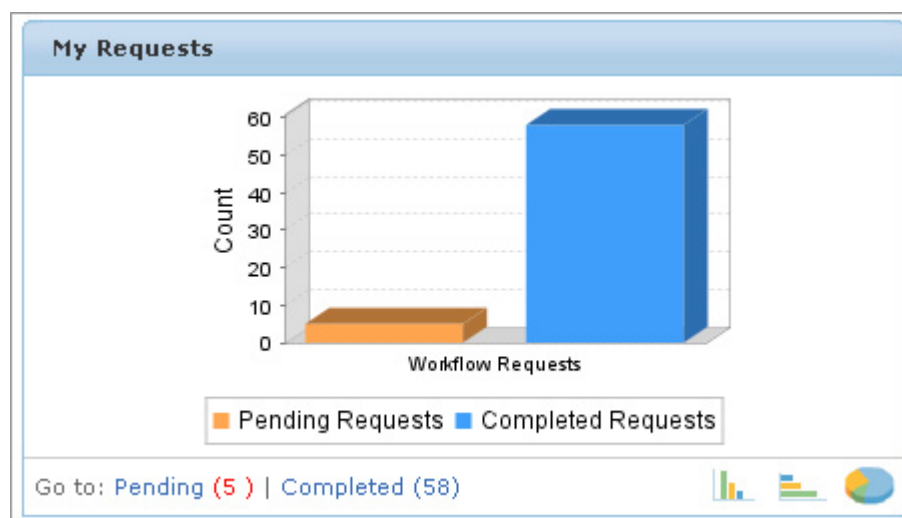 My Requests
60
50
40
30
20
10
0
Count
Workflow Requests
Pending Requests Completed Requests
Go to: Pending (5 ) | Completed (58)